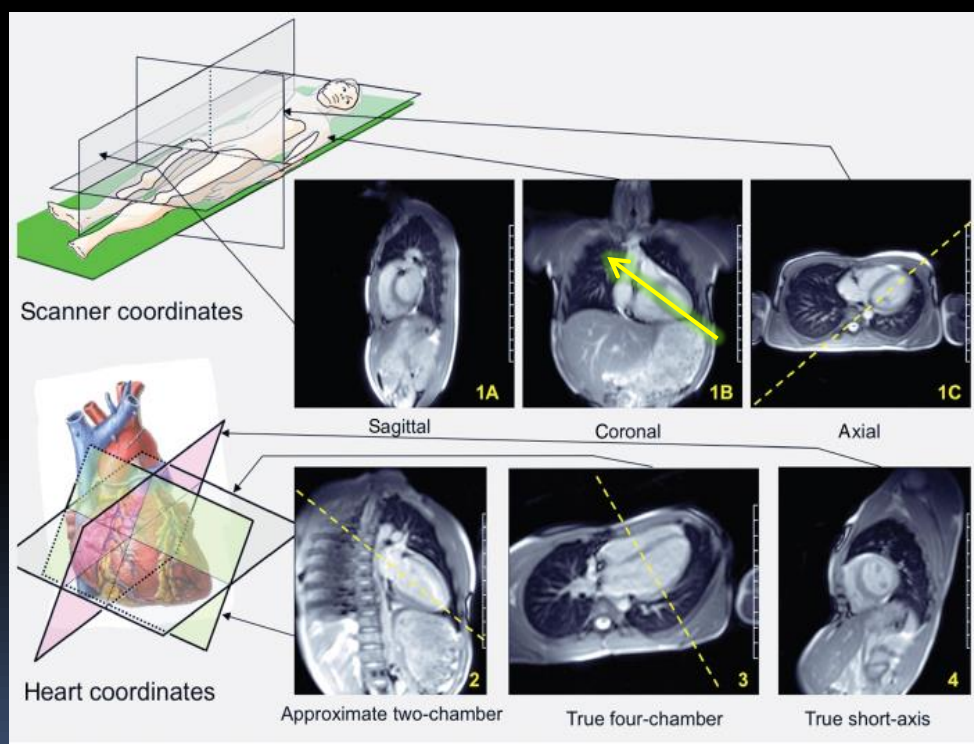 Scanner coordinates
1A
1B
1C
Sagittal
Coronal
Axial
Heart coordinates
2
3
4
Approximate two-chamber
True four-chamber
True short-axis